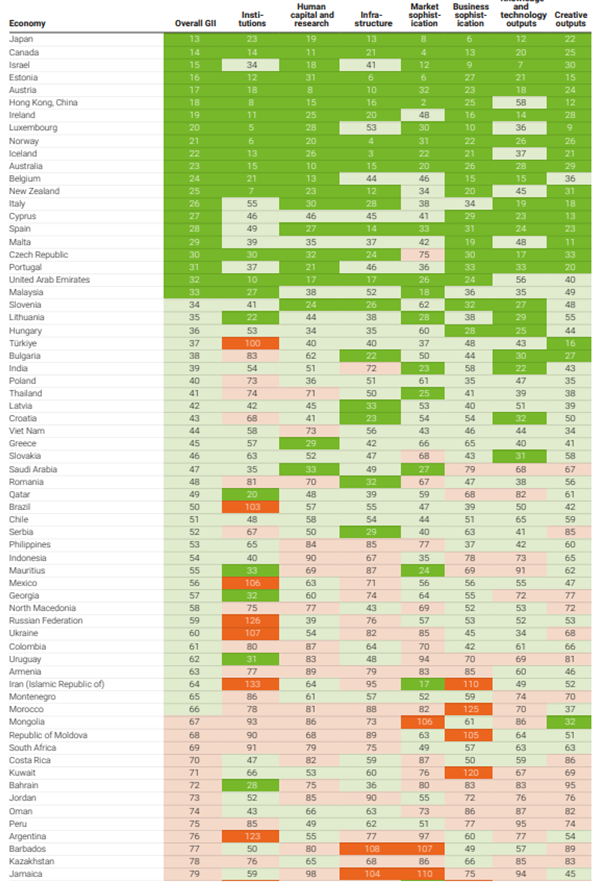 Economy Overall GII Insti- tutions Human capital and research Infra- structure Market sophist- ication Business sophist- ication and technology outputs Creative outputs
Japan 13 23 19 13 8 6 12 22
Canada 14 14 11 21 4 13 20 25
Israel 15 34 18 41 12 9 7 30
Estonia 16 12 31 6 6 27 21 15
Austria 17 18 8 10 32 23 18 24
Hong Kong, China 18 8 15 16 2 25 58 12
Ireland 19 11 25 20 48 16 14 28
Luxembourg 20 5 28 53 30 10 36 9
Norway 21 6 20 4 31 22 26 26
Iceland 22 13 26 3 22 21 37 21
Australia 23 15 10 15 20 26 28 29
Belgium 24 21 13 44 46 15 15 36
New Zealand 25 7 23 12 34 20 45 31
Italy 26 55 30 28 38 34 19 18
Cyprus 27 46 46 45 41 29 23 13
Spain 28 49 27 14 33 31 24 23
Malta 29 39 35 37 42 19 48 11
Czech Republic 30 30 32 24 75 30 17 33
Portugal 31 37 21 46 36 33 33 20
United Arab Emirates 32 10 17 17 26 24 56 40
Malaysia 33 27 38 52 18 36 35 49
Slovenia 34 41 24 26 62 32 27 48
Lithuania 35 22 44 38 28 38 29 55
Hungary 36 53 34 35 60 28 25 44
Türkiye 37 100 40 40 37 48 43 16
Bulgaria 38 83 62 22 50 44 30 27
India 39 54 51 72 23 58 22 43
Poland 40 73 36 51 61 35 47 35
Thailand 41 74 71 50 25 41 39 38
Latvia 42 42 45 33 53 40 51 39
Croatia 43 68 41 23 54 54 32 50
Viet Nam 44 58 73 56 43 46 44 34
Greece 45 57 29 42 66 65 40 41
Slovakia 46 63 52 47 68 43 31 58
Saudi Arabia 47 35 33 49 27 79 68 67
Romania 48 81 70 32 67 47 38 56
Qatar 49 20 48 39 59 68 82 61
Brazil 50 103 57 55 47 39 50 42
Chile 51 48 58 54 44 51 65 59
Serbia 52 67 50 29 40 63 41 85
Philippines 53 65 84 85 77 37 42 60
Indonesia 54 40 90 67 35 78 73 65
Mauritius 55 33 69 87 24 69 91 62
Mexico 56 106 63 71 56 56 55 47
Georgia 57 32 60 74 64 55 72 77
North Macedonia 58 75 77 43 69 52 53 72
Russian Federation 59 126 39 76 57 53 52 53
Ukraine 60 107 54 82 85 45 34 68
Colombia 61 80 87 64 70 42 61 66
Uruguay 62 31 83 48 94 70 69 81
Armenia 63 77 89 79 83 85 60 46
Iran (Islamic Republic of) 64 133 64 95 17 110 49 52
Montenegro 65 86 61 57 52 59 74 70
Morocco 66 78 81 88 82 125 70 37
Mongolia 67 93 86 73 106 61 86 32
Republic of Moldova 68 90 68 89 63 105 64 51
South Africa 69 91 79 75 49 57 63 63
Costa Rica 70 47 82 59 87 50 59 86
Kuwait 71 66 53 60 76 120 67 69
Bahrain 72 28 75 36 80 83 83 95
Jordan 73 52 85 90 55 72 76 76
Oman 74 43 66 63 73 86 87 82
Peru 75 85 49 62 51 77 95 74
Argentina 76 123 55 77 97 60 77 54
Barbados 77 50 80 108 107 49 57 89
Kazakhstan 78 76 65 68 86 66 85 83
Jamaica 79 59 98 104 110 75 94 45